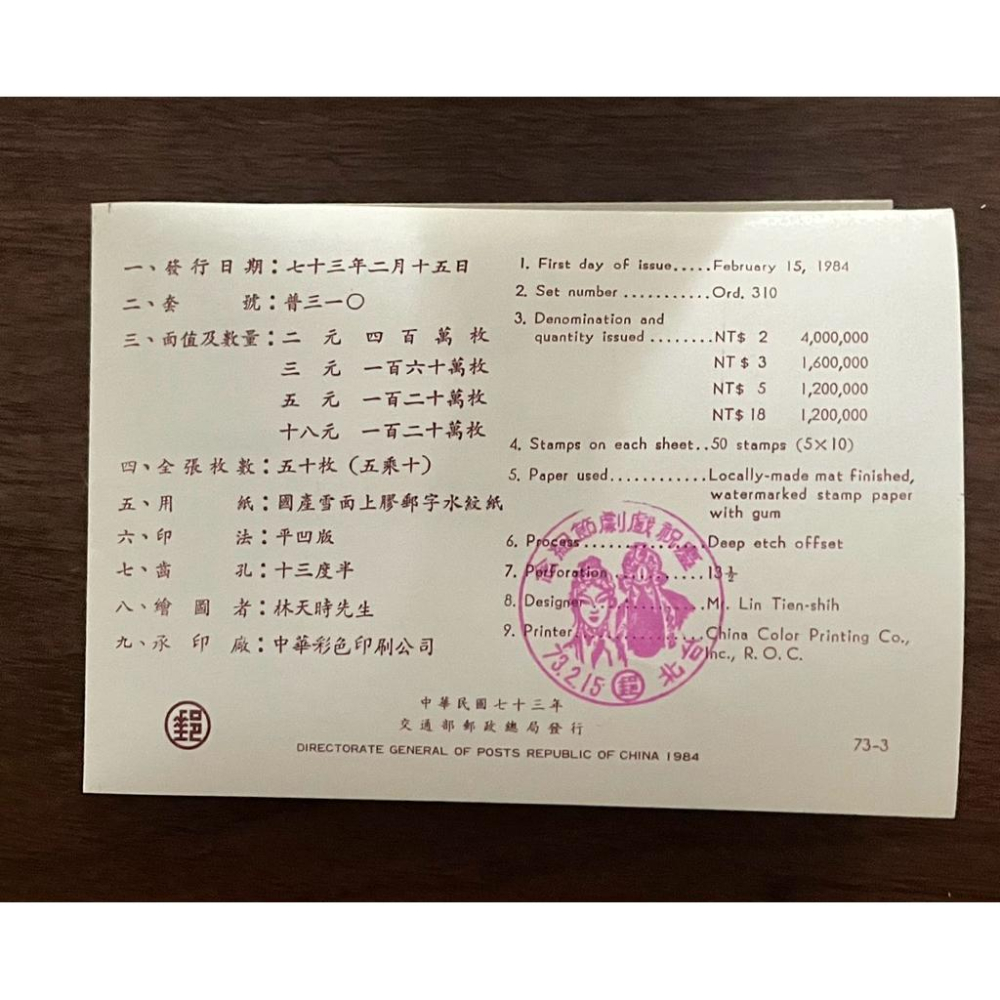 一、發行日期：七十三年二月十五日
二、套號：普三一〇
三、面值及數量：二元 四百萬枚
三元 一百六十萬枚
五元 一百二十萬枚
十八元 一百二十萬枚
四、全張枚數：五十枚（五乘十）
五、用紙：國產雪面上膠郵字水紋紙
六、印法：平凹版
七、齒孔：十三度半
八、繪圖者：林天時先生
九、承印廠：中華彩色印刷公司
1. First day of issue.....February 15, 1984
2. Set number ...........Ord. 310
3. Denomination and
quantity issued ........NT$ 2 4,000,000
NT $ 3 1,600,000
NT$ 5 1,200,000
NT$ 18 1,200,000
4. Stamps on each sheet..50 stamps (5×10)
5. Paper used............Locally-made mat finished,
watermarked stamp paper
with gum
6. Process..............Deep etch offset
7. Perforation..........13½
8. Designer.............Mr. Lin Tien-shih
9. Printer..............China Color Printing Co.,
Inc., R. O. C.
慶祝戲劇節
73.2.15
郵
郵
中華民國七十三年
交通部郵政總局發行
DIRECTORATE GENERAL OF POSTS REPUBLIC OF CHINA 1984
73-3